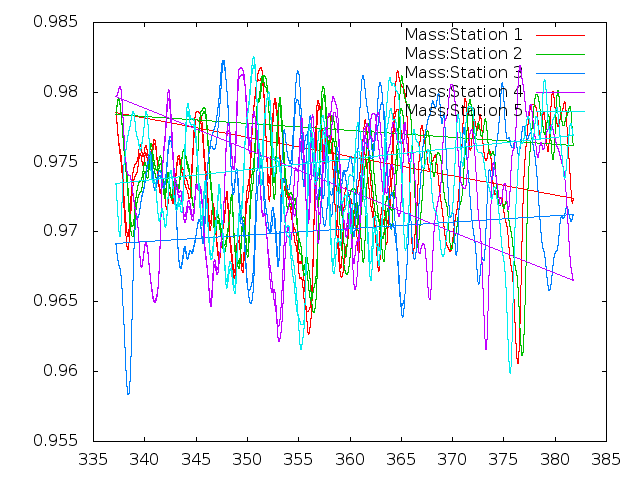 0.985
0.98
0.975
0.97
0.965
0.96
0.955
335 340 345 350 355 360 365 370 375 380 385
Mass:Station 1
Mass:Station 2
Mass:Station 3
Mass:Station 4
Mass:Station 5